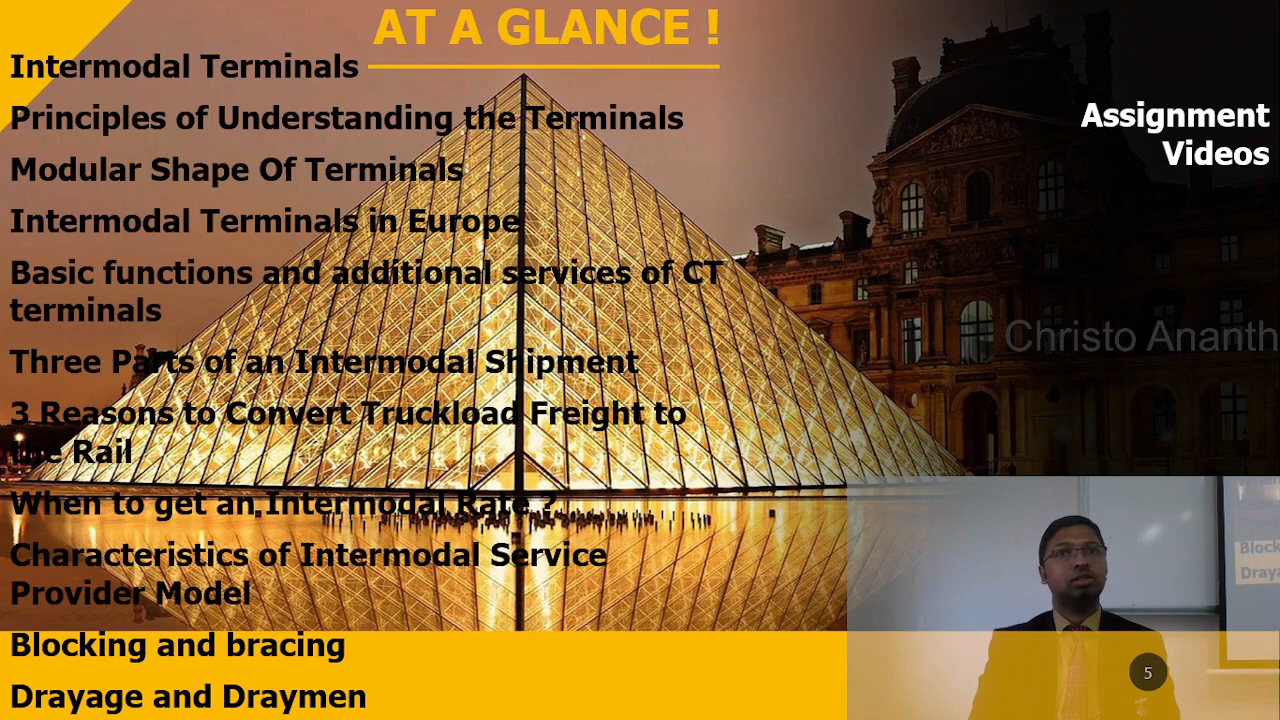 AT A GLANCE !
Intermodal Terminals
Principles of Understanding the Terminals
Modular Shape Of Terminals
Intermodal Terminals in Europe
Basic functions and additional services of CT
terminals
Three Parts of an Intermodal Shipment
3 Reasons to Convert Truckload Freight to
the Rail
When to get an Intermodal Rate ?
Characteristics of Intermodal Service
Provider Model
Blocking and bracing
Drayage and Draymen
Assignment
Videos
Christo Ananth
5